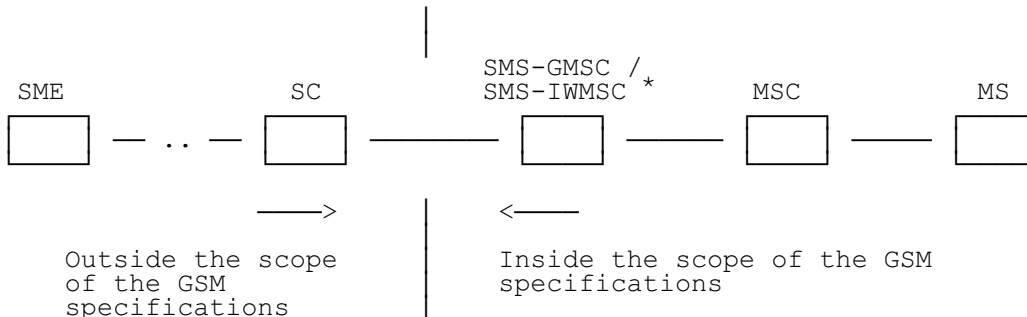 SMS-GMSC /
SME SC SMS-IWMSC * MSC MS
..
Outside the scope
of the GSM
specifications
Inside the scope of the GSM
specifications